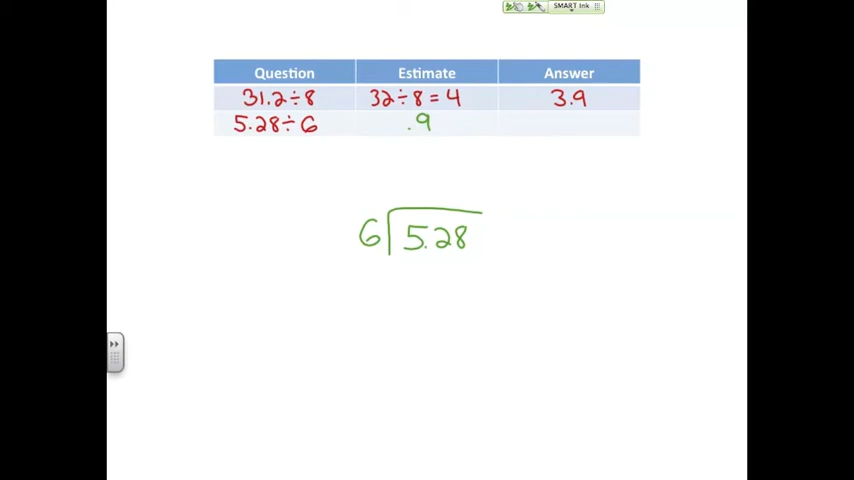 SMART Ink
Question Estimate Answer
31.2÷8 32÷8=4 3.9
5.28÷6 .9
6 5.28